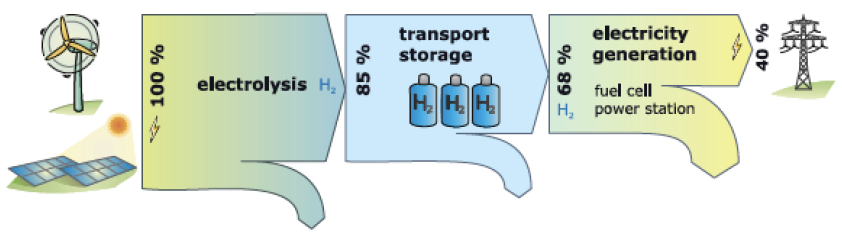 100 %
electrolysis H₂
85 %
transport
storage
H₂ H₂ H₂
68 %
H₂
electricity
generation
fuel cell
power station
40 %